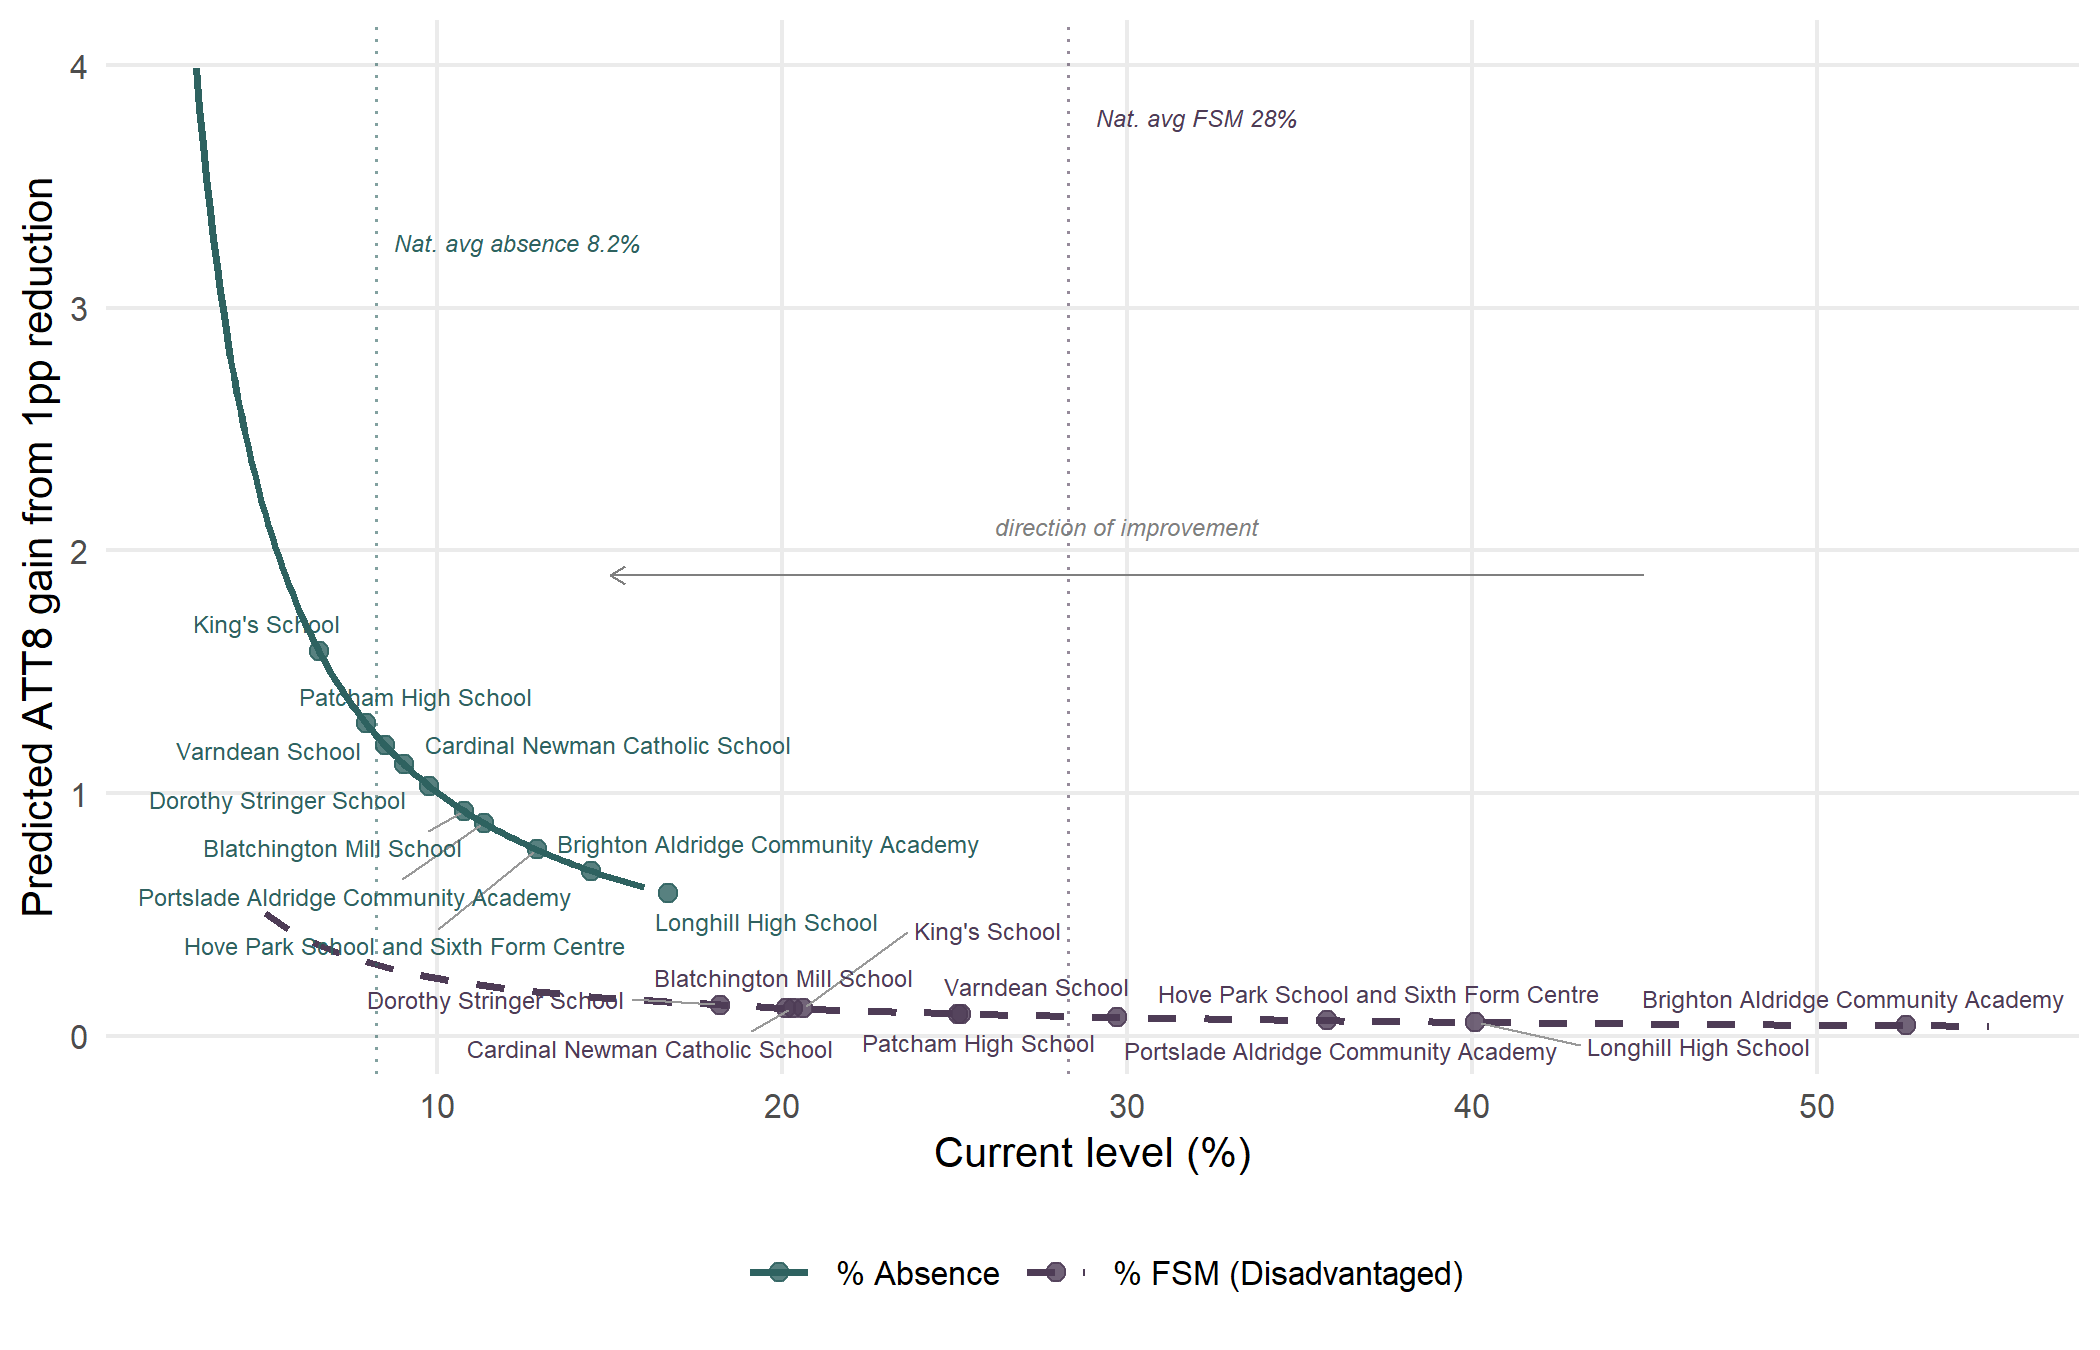 4
Nat. avg FSM 28%
Nat. avg absence 8.2%
3
direction of improvement
2
King's School
Patcham High School
Varndean School
Cardinal Newman Catholic School
1
Dorothy Stringer School
Blatchington Mill School
Brighton Aldridge Community Academy
Portslade Aldridge Community Academy
Longhill High School
Hove Park School and Sixth Form Centre
King's School
Blatchington Mill School
Varndean School
Hove Park School and Sixth Form Centre
Brighton Aldridge Community Academy
Dorothy Stringer School
0
Cardinal Newman Catholic School
Patcham High School
Portslade Aldridge Community Academy
Longhill High School
10 20 30 40 50
Current level (%)
Predicted ATT8 gain from 1pp reduction
% Absence
% FSM (Disadvantaged)